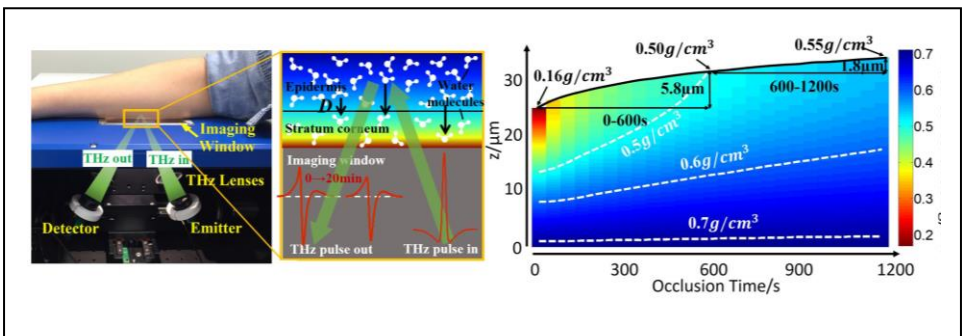 THz out
THz in
Imaging
Window
THz Lenses
Detector
Emitter
Epidermis
Water
molecules
D
Stratum corneum
Imaging window
0→20min
THz pulse out
THz pulse in
z/μm
30
20
10
0
0.16g/cm³
0.50g/cm³
0.55g/cm³
5.8μm
1.8μm
0-600s
600-1200s
0.5g/cm³
0.6g/cm³
0.7g/cm³
0
300
600
900
1200
Occlusion Time/s
0.7
0.6
0.5
0.4
0.3
0.2